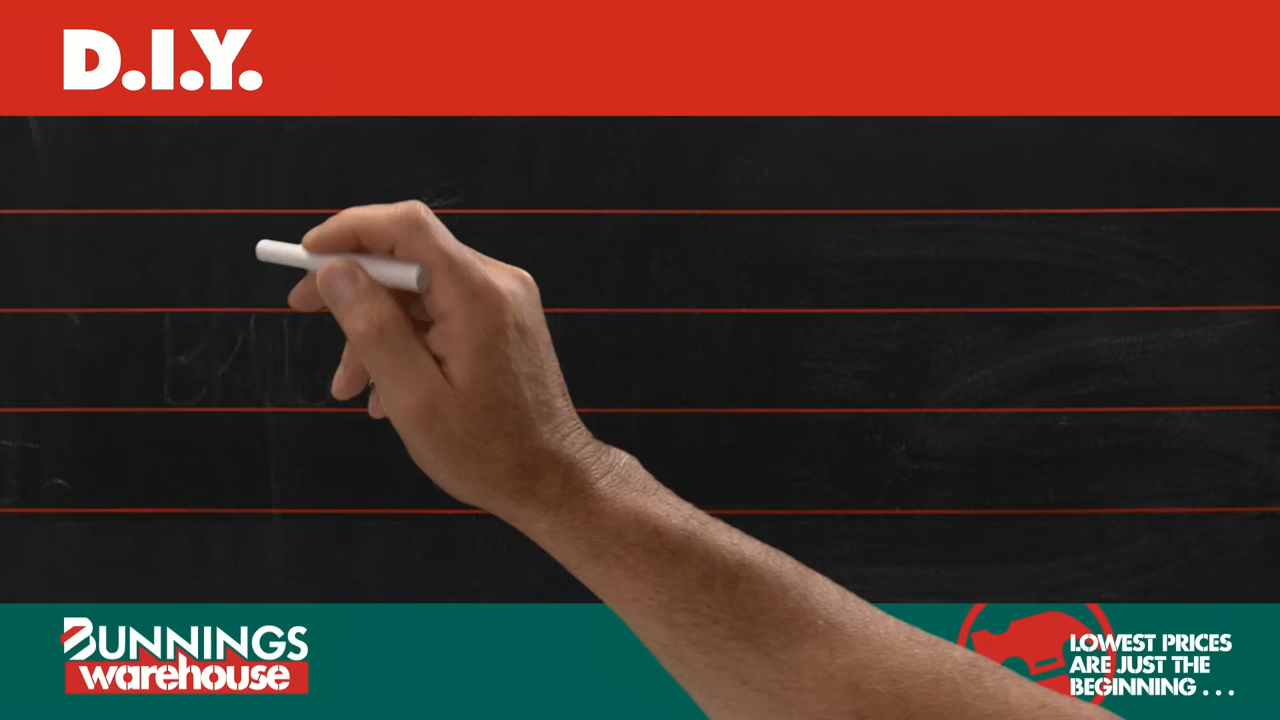 D.I.Y.
BUNNINGS
warehouse
LOWEST PRICES
ARE JUST THE
BEGINNING...